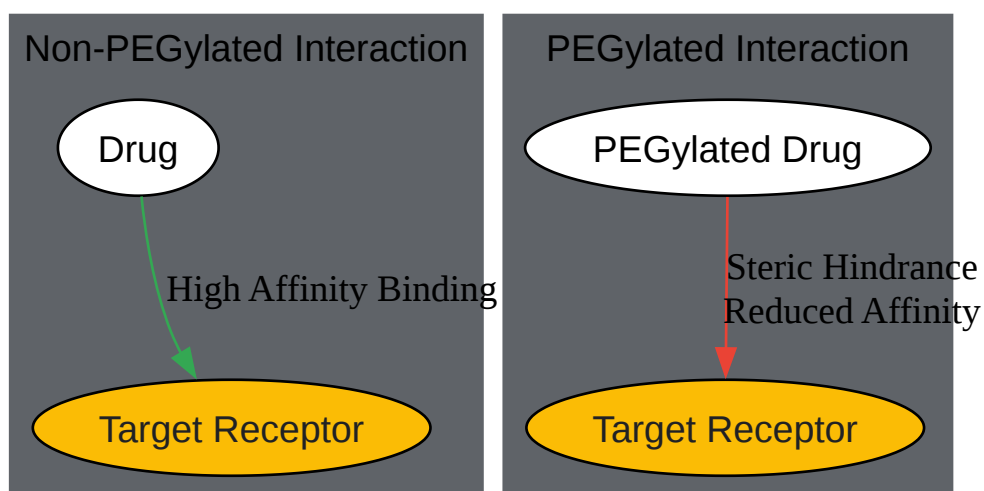 Non-PEGylated Interaction
Drug
High Affinity Binding
Target Receptor
PEGylated Interaction
PEGylated Drug
Steric Hindrance
Reduced Affinity
Target Receptor